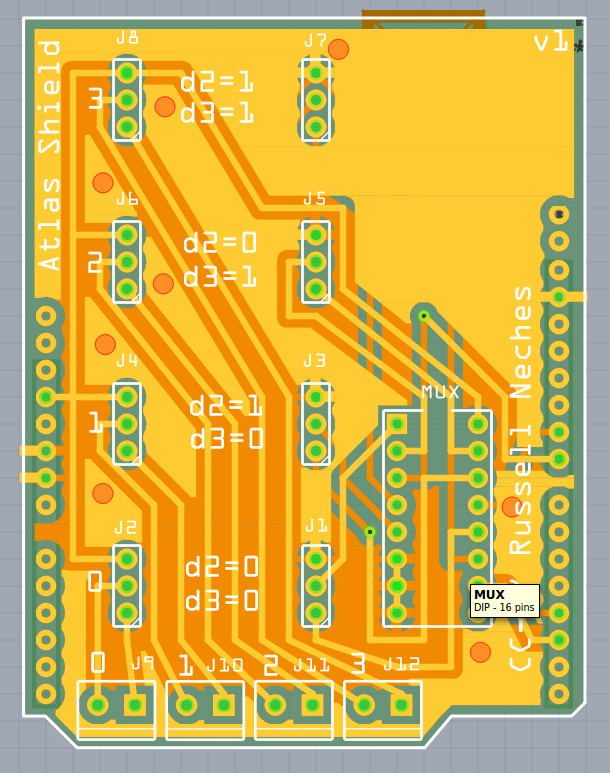 J8
J7
v1
Atlas Shield
3
d2=1
d3=1
J6
J5
2
d2=0
d3=1
J4
J3
MUX
1
d2=1
d3=0
Russell Neches
J2
J1
0
d2=0
d3=0
MUX
DIP - 16 pins
0
J9
1
J10
2
J11
3
J12